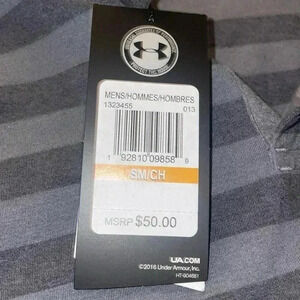 MENS/HOMMES/HOMBRES
1323455 013
1 92810 09858 9
SM/CH
MSRP $50.00
UA.COM
©2016 Under Armour, Inc.